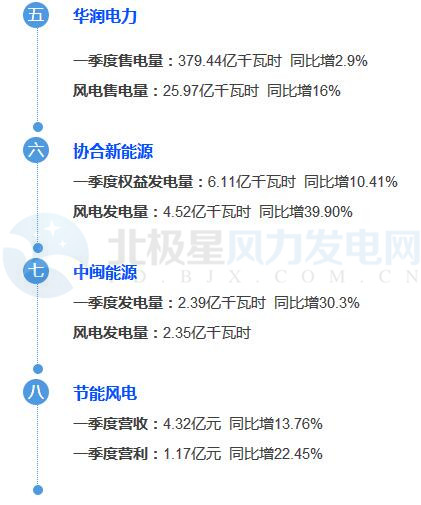 五 华润电力
一季度售电量：379.44亿千瓦时 同比增2.9%
风电售电量：25.97亿千瓦时 同比增16%
六 协合新能源
一季度权益发电量：6.11亿千瓦时 同比增10.41%
风电发电量：4.52亿千瓦时 同比增39.90%
北极星风力发电网
七 中闽能源
FD.BJX.COM.CN
一季度发电量：2.39亿千瓦时 同比增30.3%
风电发电量：2.35亿千瓦时
八 节能风电
一季度营收：4.32亿元 同比增13.76%
一季度营利：1.17亿元 同比增22.45%